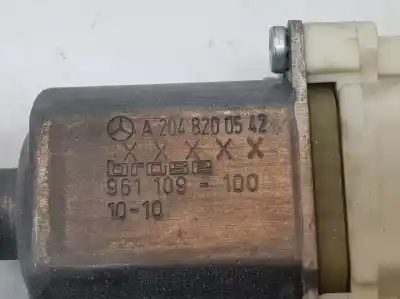 A 204 820 05 42
X X X X X
brose
961 109 - 100
10-10